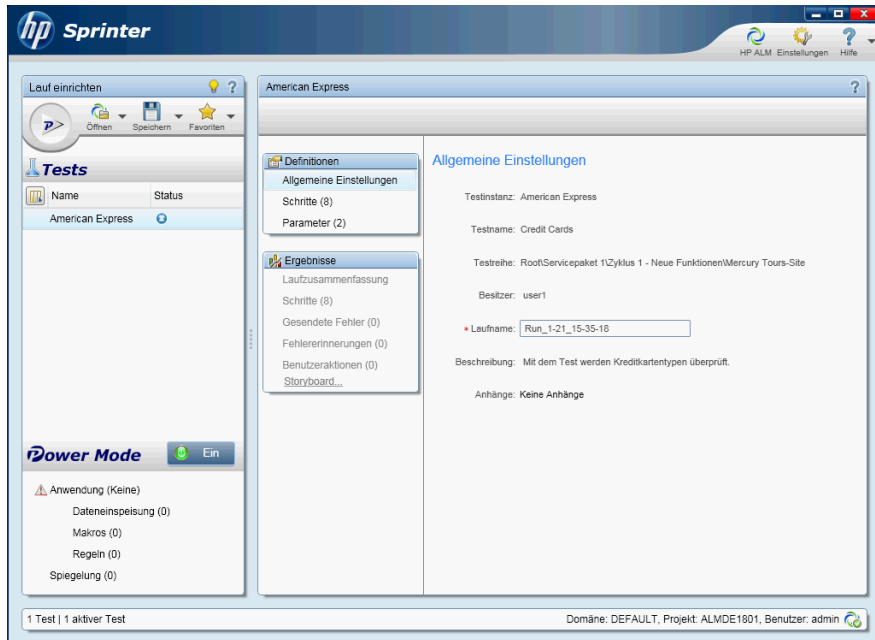 hp Sprinter
HP ALM Einstellungen Hilfe
Lauf einrichten ?
Öffnen Speichern Favoriten
Tests
Name Status
American Express
Power Mode Ein
Anwendung (Keine)
Dateneinspeisung (0)
Makros (0)
Regeln (0)
Spiegelung (0)
American Express ?
Definitionen
Allgemeine Einstellungen
Schritte (8)
Parameter (2)
Ergebnisse
Laufzusammenfassung
Schritte (8)
Gesendete Fehler (0)
Fehlererinnerungen (0)
Benutzeraktionen (0)
Storyboard...
Allgemeine Einstellungen
Testinstanz: American Express
Testname: Credit Cards
Testreihe: Root\Servicepaket 1\Zyklus 1 - Neue Funktionen\Mercury Tours-Site
Besitzer: user1
* Laufname: Run_1-21_15-35-18
Beschreibung: Mit dem Test werden Kreditkartentypen überprüft.
Anhänge: Keine Anhänge
1 Test | 1 aktiver Test
Domäne: DEFAULT, Projekt: ALMDE1801, Benutzer: admin